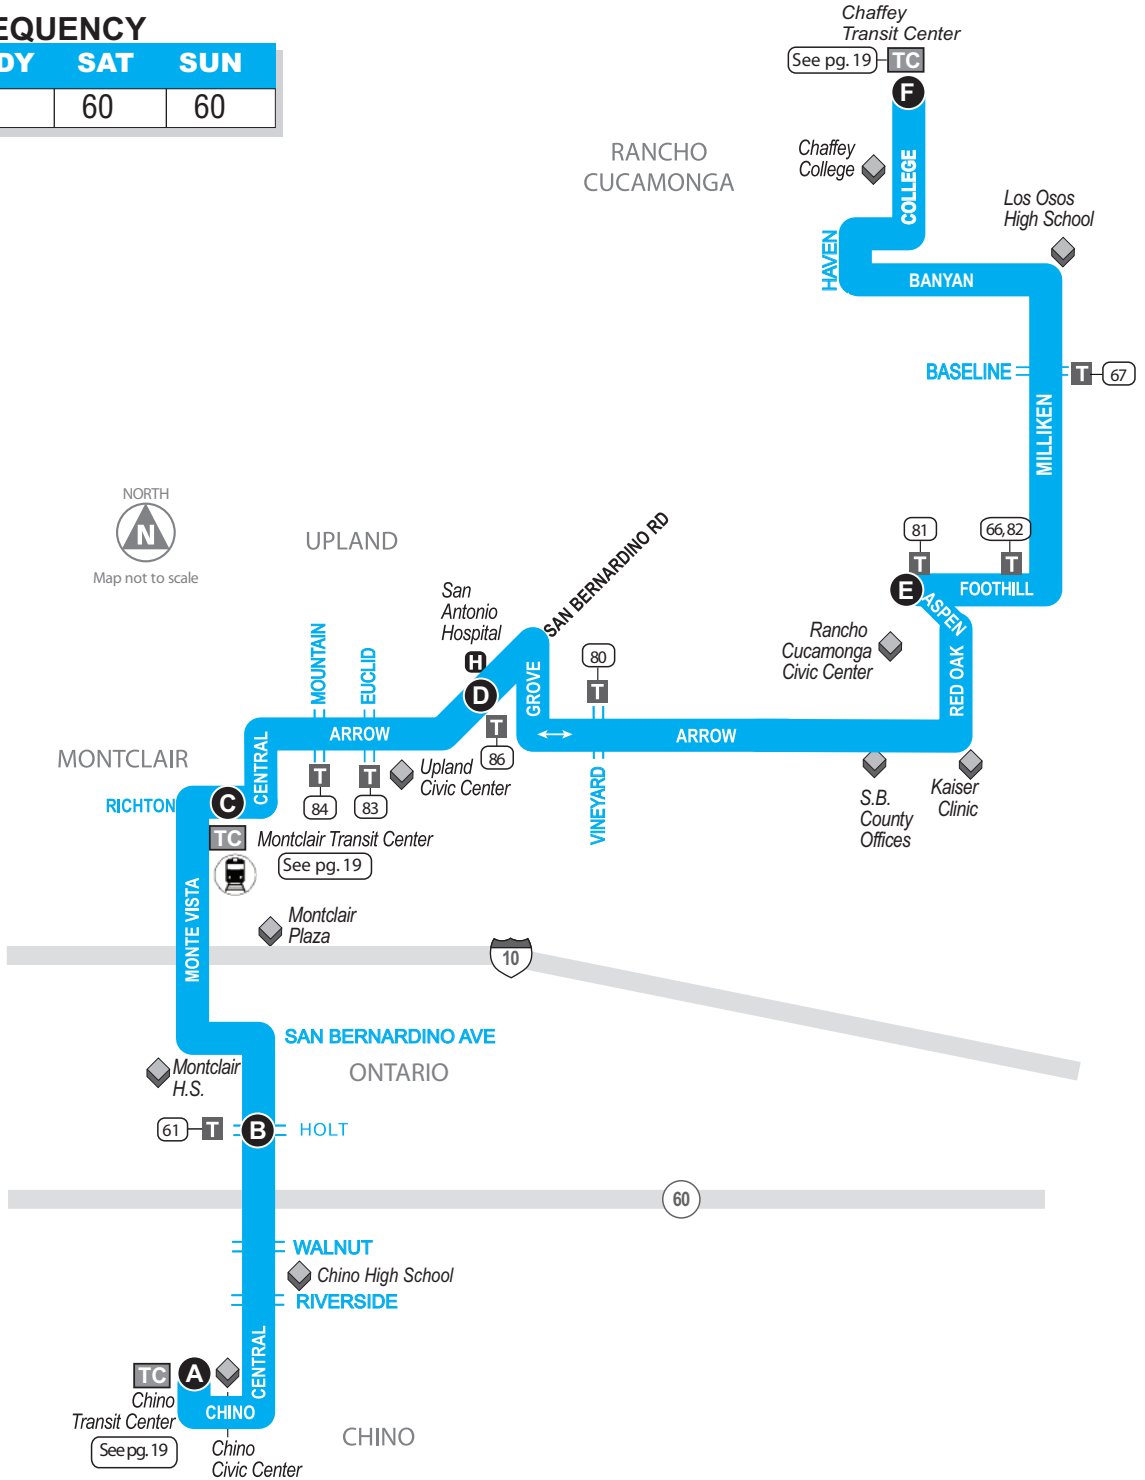 EQUENCY
DY SAT SUN
60 60
Chaffey
Transit Center
See pg. 19
TC
F
RANCHO
CUCAMONGA
Chaffey
College
COLLEGE
Los Osos
High School
HAVEN
BANYAN
BASELINE
T
67
MILLIKEN
NORTH
N
Map not to scale
UPLAND
SAN BERNARDINO RD
81
T
66, 82
T
E
FOOTHILL
ASPEN
San
Antonio
Hospital
H
D
MOUNTAIN
EUCLID
GROVE
80
T
Rancho
Cucamonga
Civic Center
RED OAK
ARROW
ARROW
T
86
VINEYARD
MONTCLAIR
CENTRAL
T
84
T
83
Upland
Civic Center
S.B.
County
Offices
Kaiser
Clinic
RICHTON
C
TC
Montclair Transit Center
See pg. 19
MONTE VISTA
Montclair
Plaza
10
SAN BERNARDINO AVE
ONTARIO
Montclair
H.S.
61
T
B
HOLT
60
WALNUT
Chino High School
RIVERSIDE
CENTRAL
TC
A
Chino
Transit Center
See pg. 19
CHINO
Chino
Civic Center
CHINO